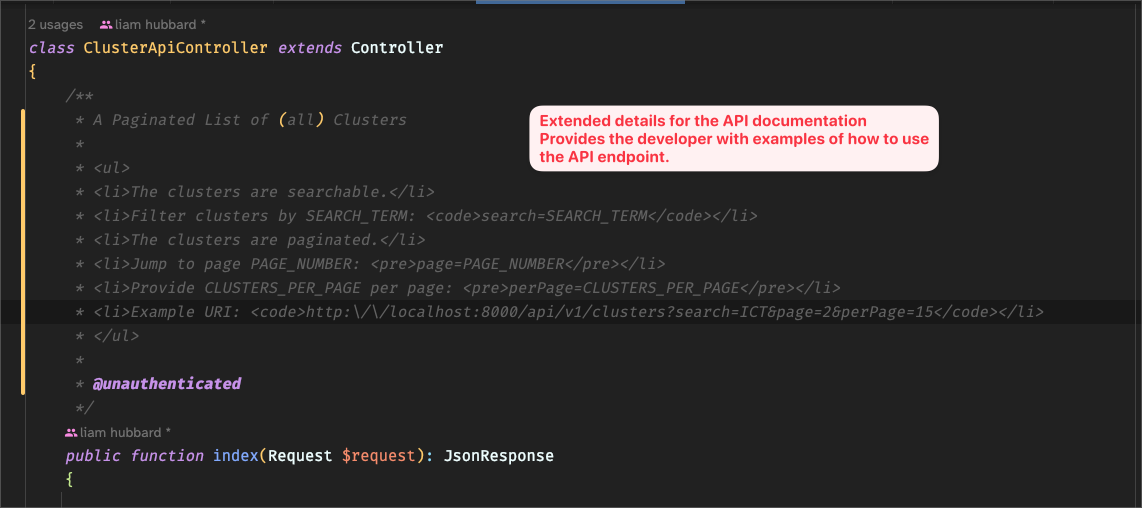 2 usages liam hubbard *
class ClusterApiController extends Controller
{
/**
* A Paginated List of (all) Clusters
*
Extended details for the API documentation
Provides the developer with examples of how to use
the API endpoint.
* <ul>
* <li>The clusters are searchable.</li>
* <li>Filter clusters by SEARCH_TERM: <code>search=SEARCH_TERM</code></li>
* <li>The clusters are paginated.</li>
* <li>Jump to page PAGE_NUMBER: <pre>page=PAGE_NUMBER</pre></li>
* <li>Provide CLUSTERS_PER_PAGE per page: <pre>perPage=CLUSTERS_PER_PAGE</pre></li>
* <li>Example URI: <code>http:\/\/localhost:8000/api/v1/clusters?search=ICT&page=2&perPage=15</code></li>
* </ul>
*
* @unauthenticated
*/
liam hubbard *
public function index(Request $request): JsonResponse
{